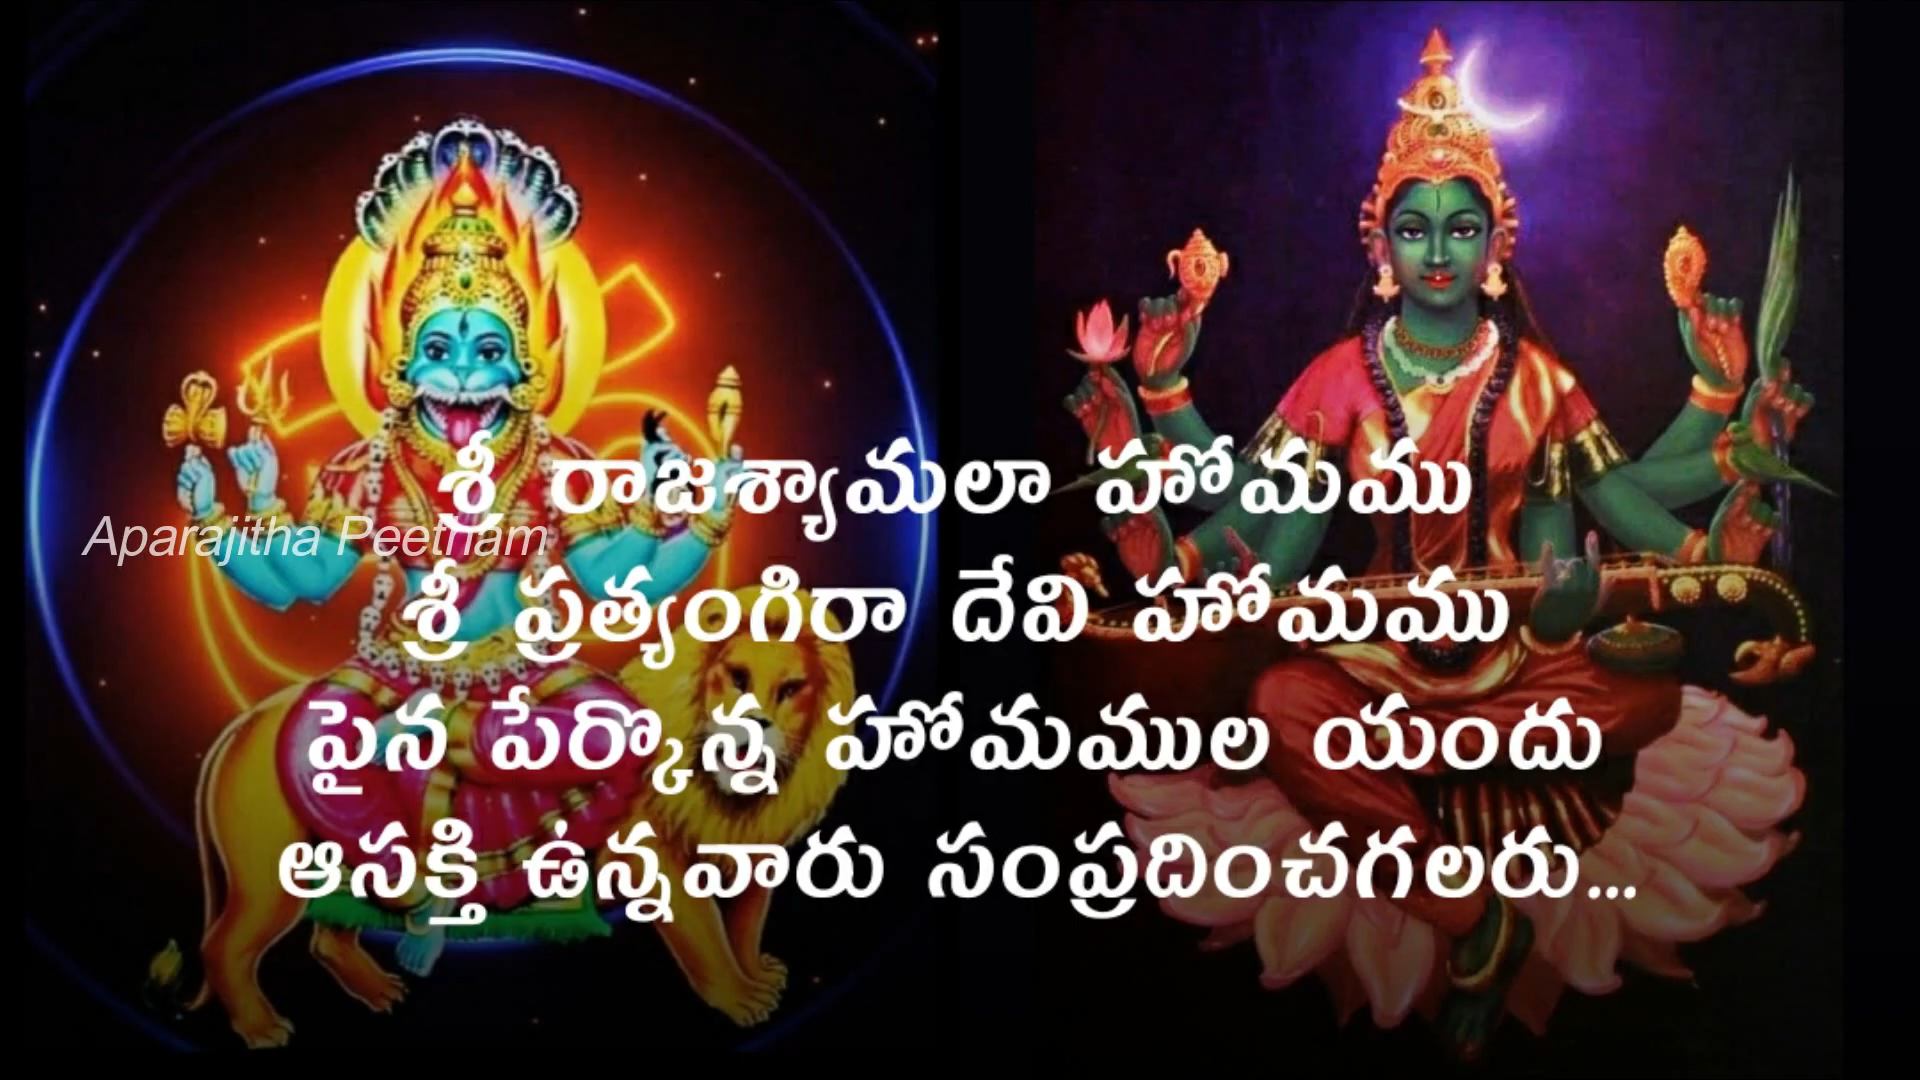 శ్రీ రాజశ్యామలా హోమము
Aparajitha Peetham
శ్రీ ప్రత్యంగిరా దేవి హోమము
పైన పేర్కొన్న హోమముల యందు
ఆసక్తి ఉన్నవారు సంప్రదించగలరు...